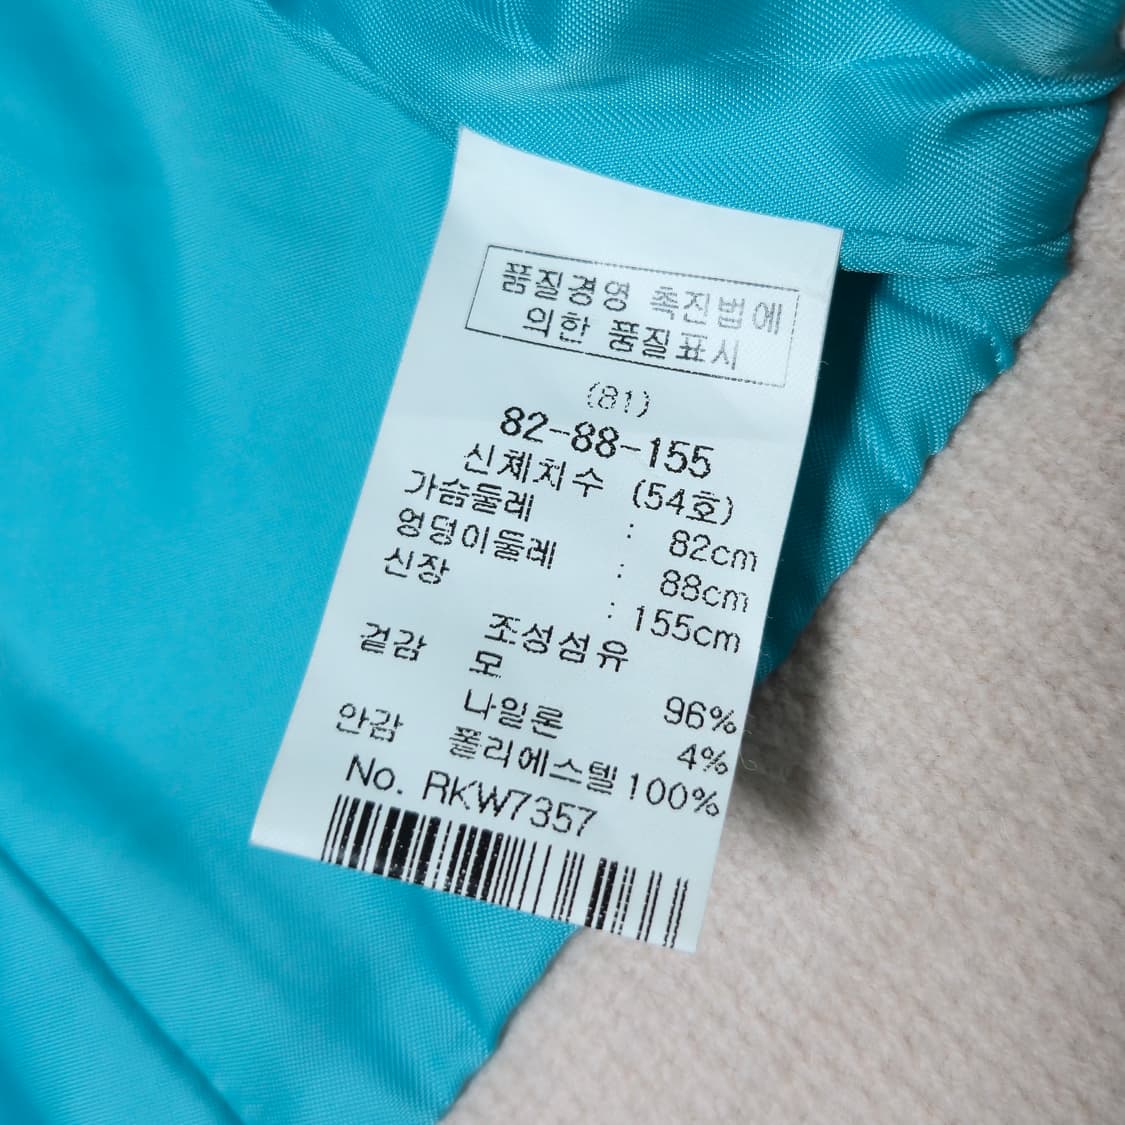 품질경영 촉진법에
의한 품질표시
(81)
82-88-155
신체치수 (54호)
가슴둘레 : 82cm
엉덩이둘레 : 88cm
신장 : 155cm
조성섬유
겉감 모 96%
나일론 4%
안감 폴리에스텔 100%
No. RKW7357